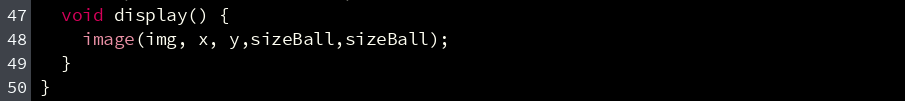 47 void display() {
48 image(img, x, y,sizeBall,sizeBall);
49 }
50 }